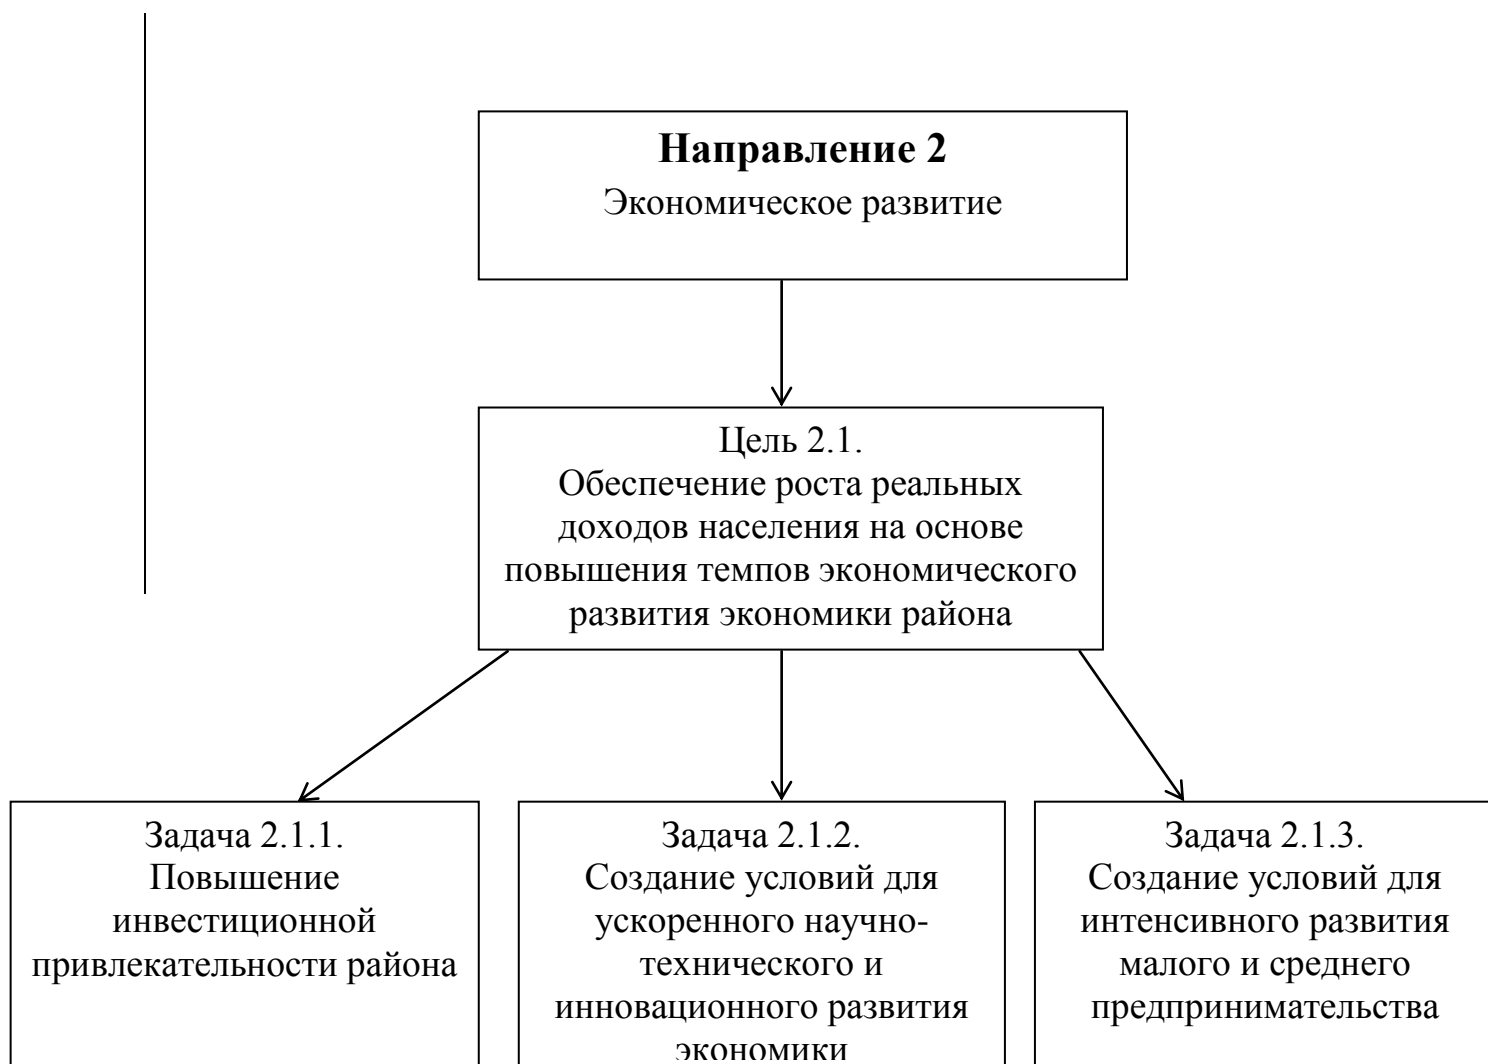 Направление 2
Экономическое развитие
Цель 2.1.
Обеспечение роста реальных
доходов населения на основе
повышения темпов экономического
развития экономики района
Задача 2.1.1.
Повышение
инвестиционной
привлекательности района
Задача 2.1.2.
Создание условий для
ускоренного научно-
технического и
инновационного развития
экономики
Задача 2.1.3.
Создание условий для
интенсивного развития
малого и среднего
предпринимательства